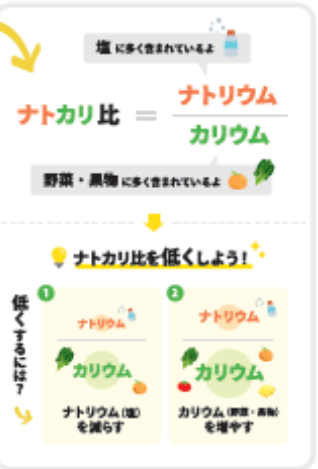 塩 に多く含まれているよ
ナトカリ比 = ナトリウム
カリウム
野菜・果物 に多く含まれているよ
ナトカリ比を低くしよう!
低くするには?
1
ナトリウム
カリウム
ナトリウム(塩)
を減らす
2
ナトリウム
カリウム
カリウム(野菜・果物)
を増やす